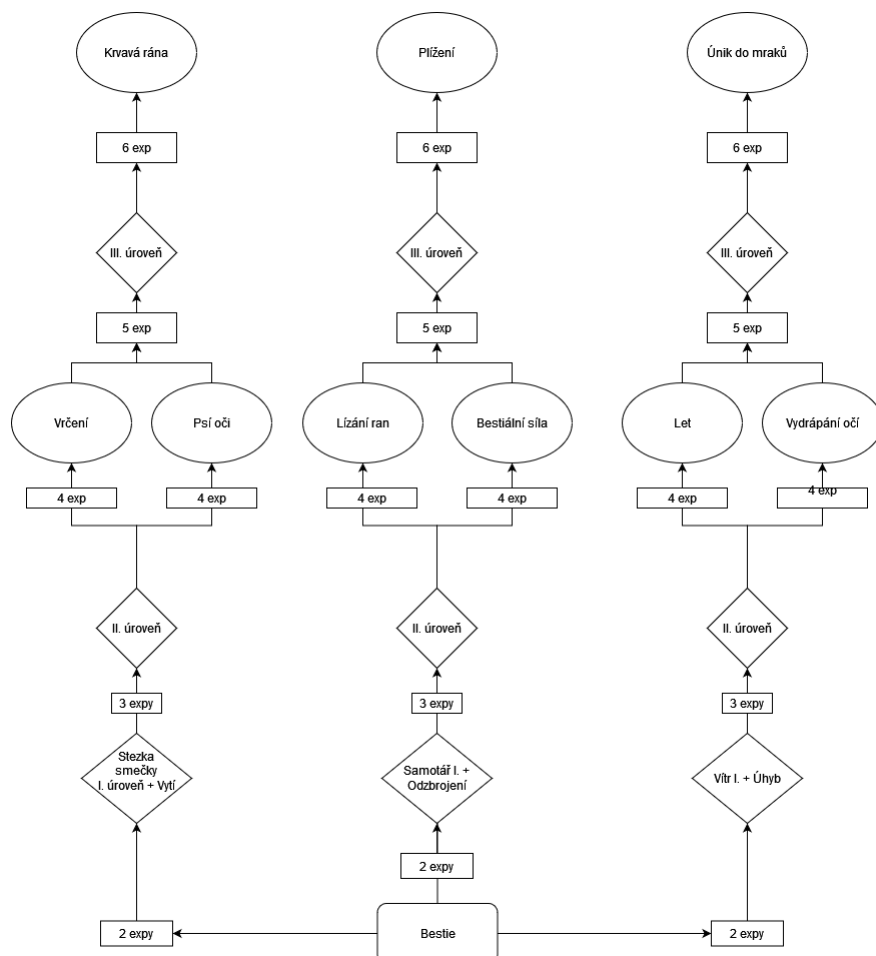 Krvavá rána
Plížení
Únik do mraků
6 exp
6 exp
6 exp
III. úroveň
III. úroveň
III. úroveň
5 exp
5 exp
5 exp
Vrčení
Psí oči
Lízání ran
Bestiální síla
Let
Vydrápání očí
4 exp
4 exp
4 exp
4 exp
4 exp
4 exp
II. úroveň
II. úroveň
II. úroveň
3 expy
3 expy
3 expy
Stezka
smečky
I. úroveň + Vytí
Samotář I. +
Odzbrojení
Vítr I. + Úhyb
2 expy
2 expy
Bestie
2 expy